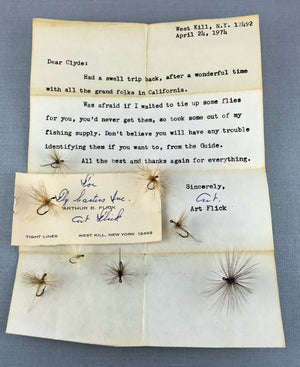 West Kill, N.Y. 12492
April 24, 1974
Dear Clyde:
Had a swell trip back, after a wonderful time
with all the grand folks in California.
Was afraid if I waited to tie up some flies
for you, you'd never get them, so took some out of my
fishing supply. Don't believe you will have any trouble
identifying them if you want to, from the Guide.
All the best and thanks again for everything.
Sincerely,
Art.
Art Flick
For
Fly Casters Inc.
ARTHUR B. FLICK
Art Flick
TIGHT LINES WEST KILL, NEW YORK 12492